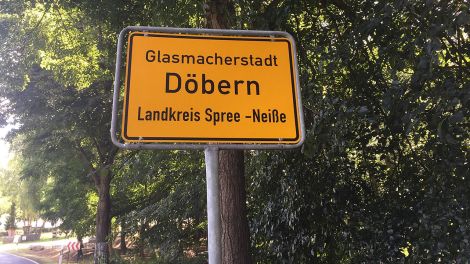 Glasmacherstadt
Döbern
Landkreis Spree -Neiße